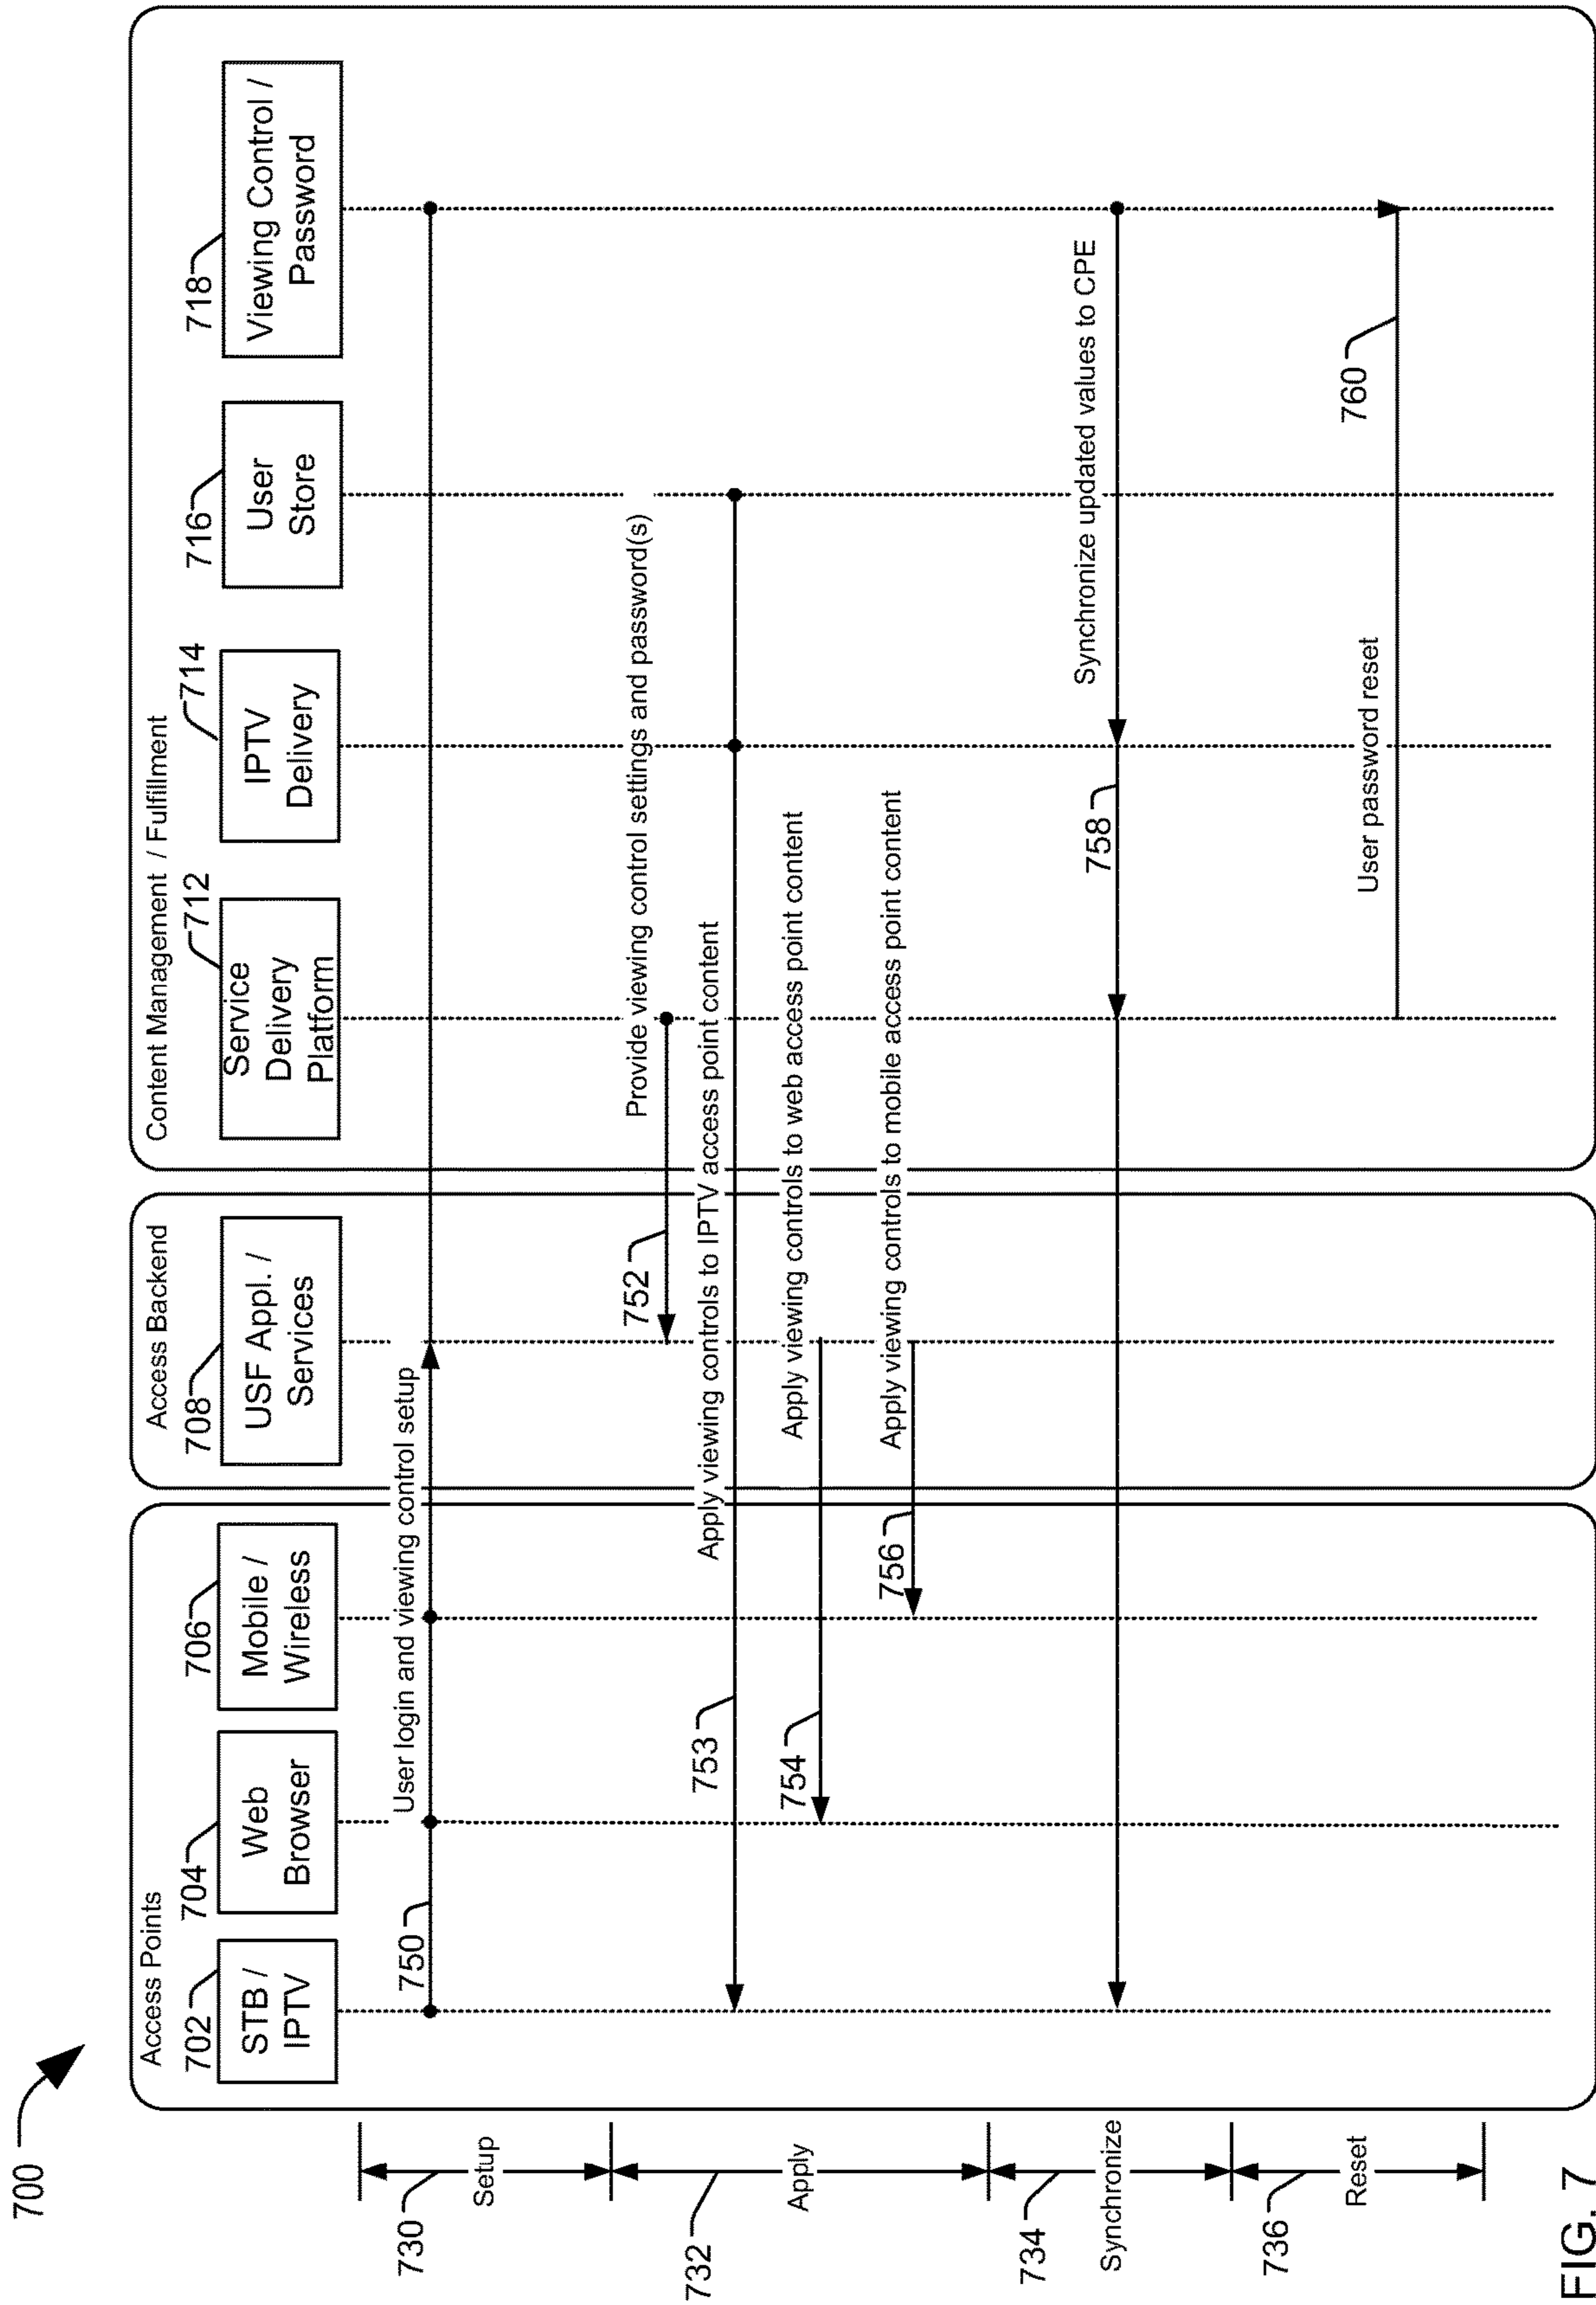 700
Access Points
Access Backend
Content Management / Fulfillment
702
704
706
708
712
714
716
718
STB /
IPTV
Web
Browser
Mobile /
Wireless
USF Appl. /
Services
Service
Delivery
Platform
IPTV
Delivery
User
Store
Viewing Control /
Password
730
Setup
750
User login and viewing control setup
732
Apply
Provide viewing control settings and password(s)
752
Apply viewing controls to IPTV access point content
753
Apply viewing controls to web access point content
754
Apply viewing controls to mobile access point content
756
734
Synchronize
Synchronize updated values to CPE
758
736
Reset
User password reset
760
FIG. 7